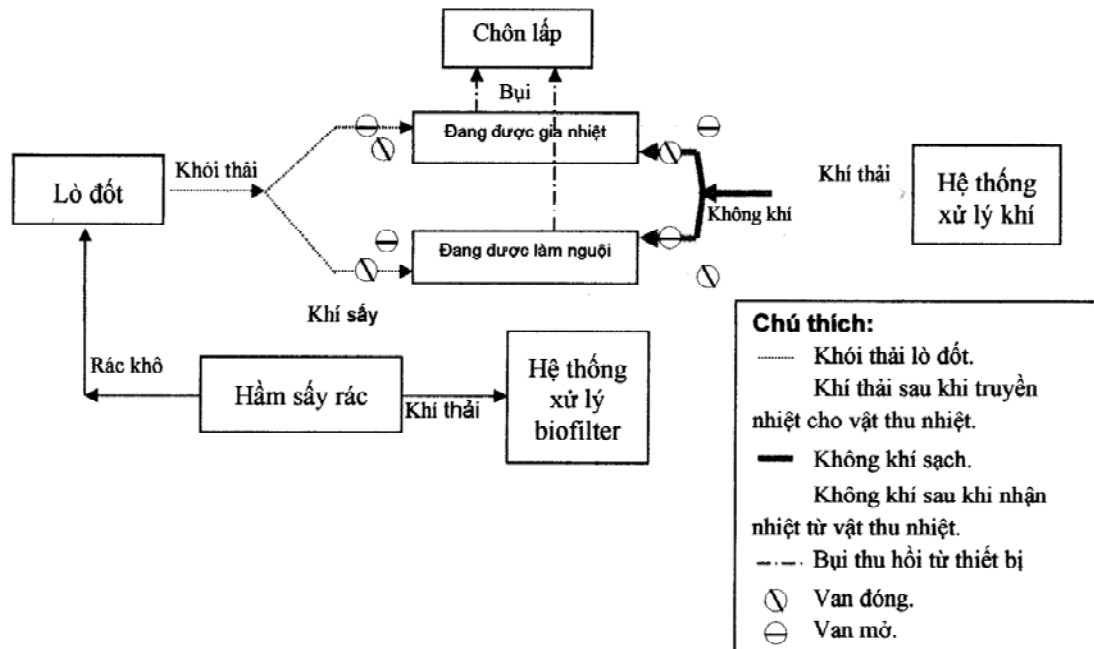 Chôn lấp
Bụi
Đang được gia nhiệt
Khói thải
Lò đốt
Không khí
Khí thải
Hệ thống
xử lý khí
Đang được làm nguội
Khí sấy
Rác khô
Hầm sấy rác
Khí thải
Hệ thống
xử lý
biofilter
Chú thích:
Khói thải lò đốt.
Khí thải sau khi truyền
nhiệt cho vật thu nhiệt.
Không khí sạch.
Không khí sau khi nhận
nhiệt từ vật thu nhiệt.
Bụi thu hồi từ thiết bị
Van đóng.
Van mở.